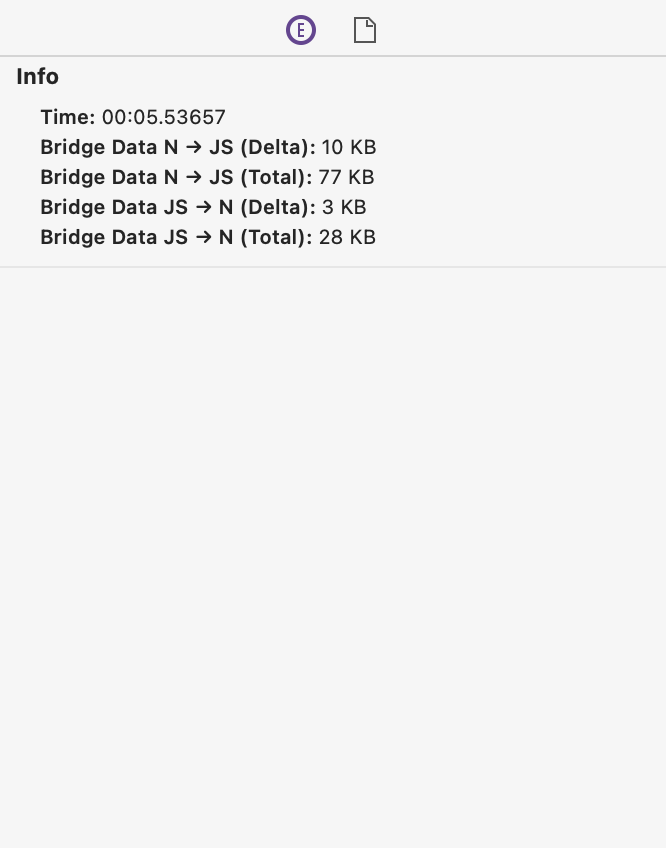 E
Info
Time: 00:05.53657
Bridge Data N → JS (Delta): 10 KB
Bridge Data N → JS (Total): 77 KB
Bridge Data JS → N (Delta): 3 KB
Bridge Data JS → N (Total): 28 KB